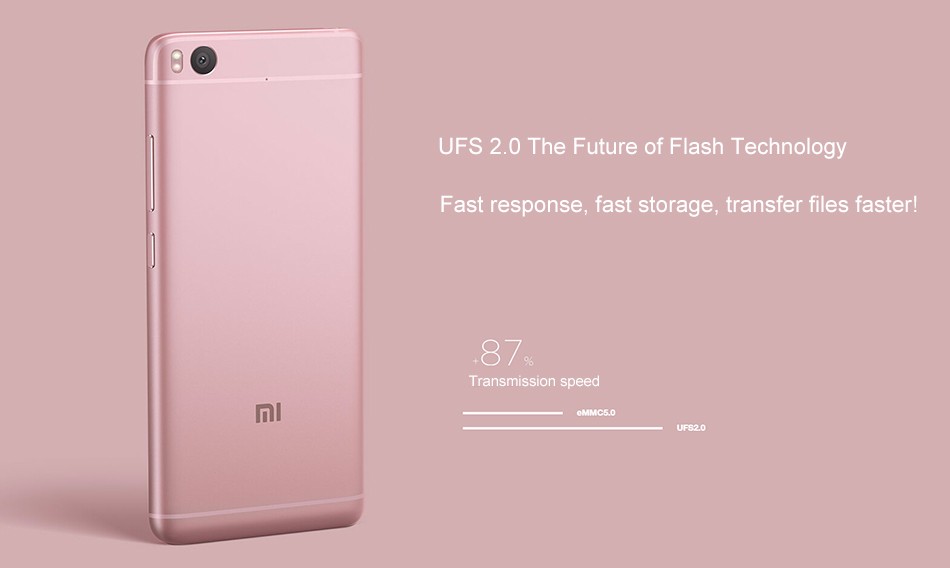 UFS 2.0 The Future of Flash Technology
Fast response, fast storage, transfer files faster!
+87%
Transmission speed
eMMC5.0
UFS2.0
MI